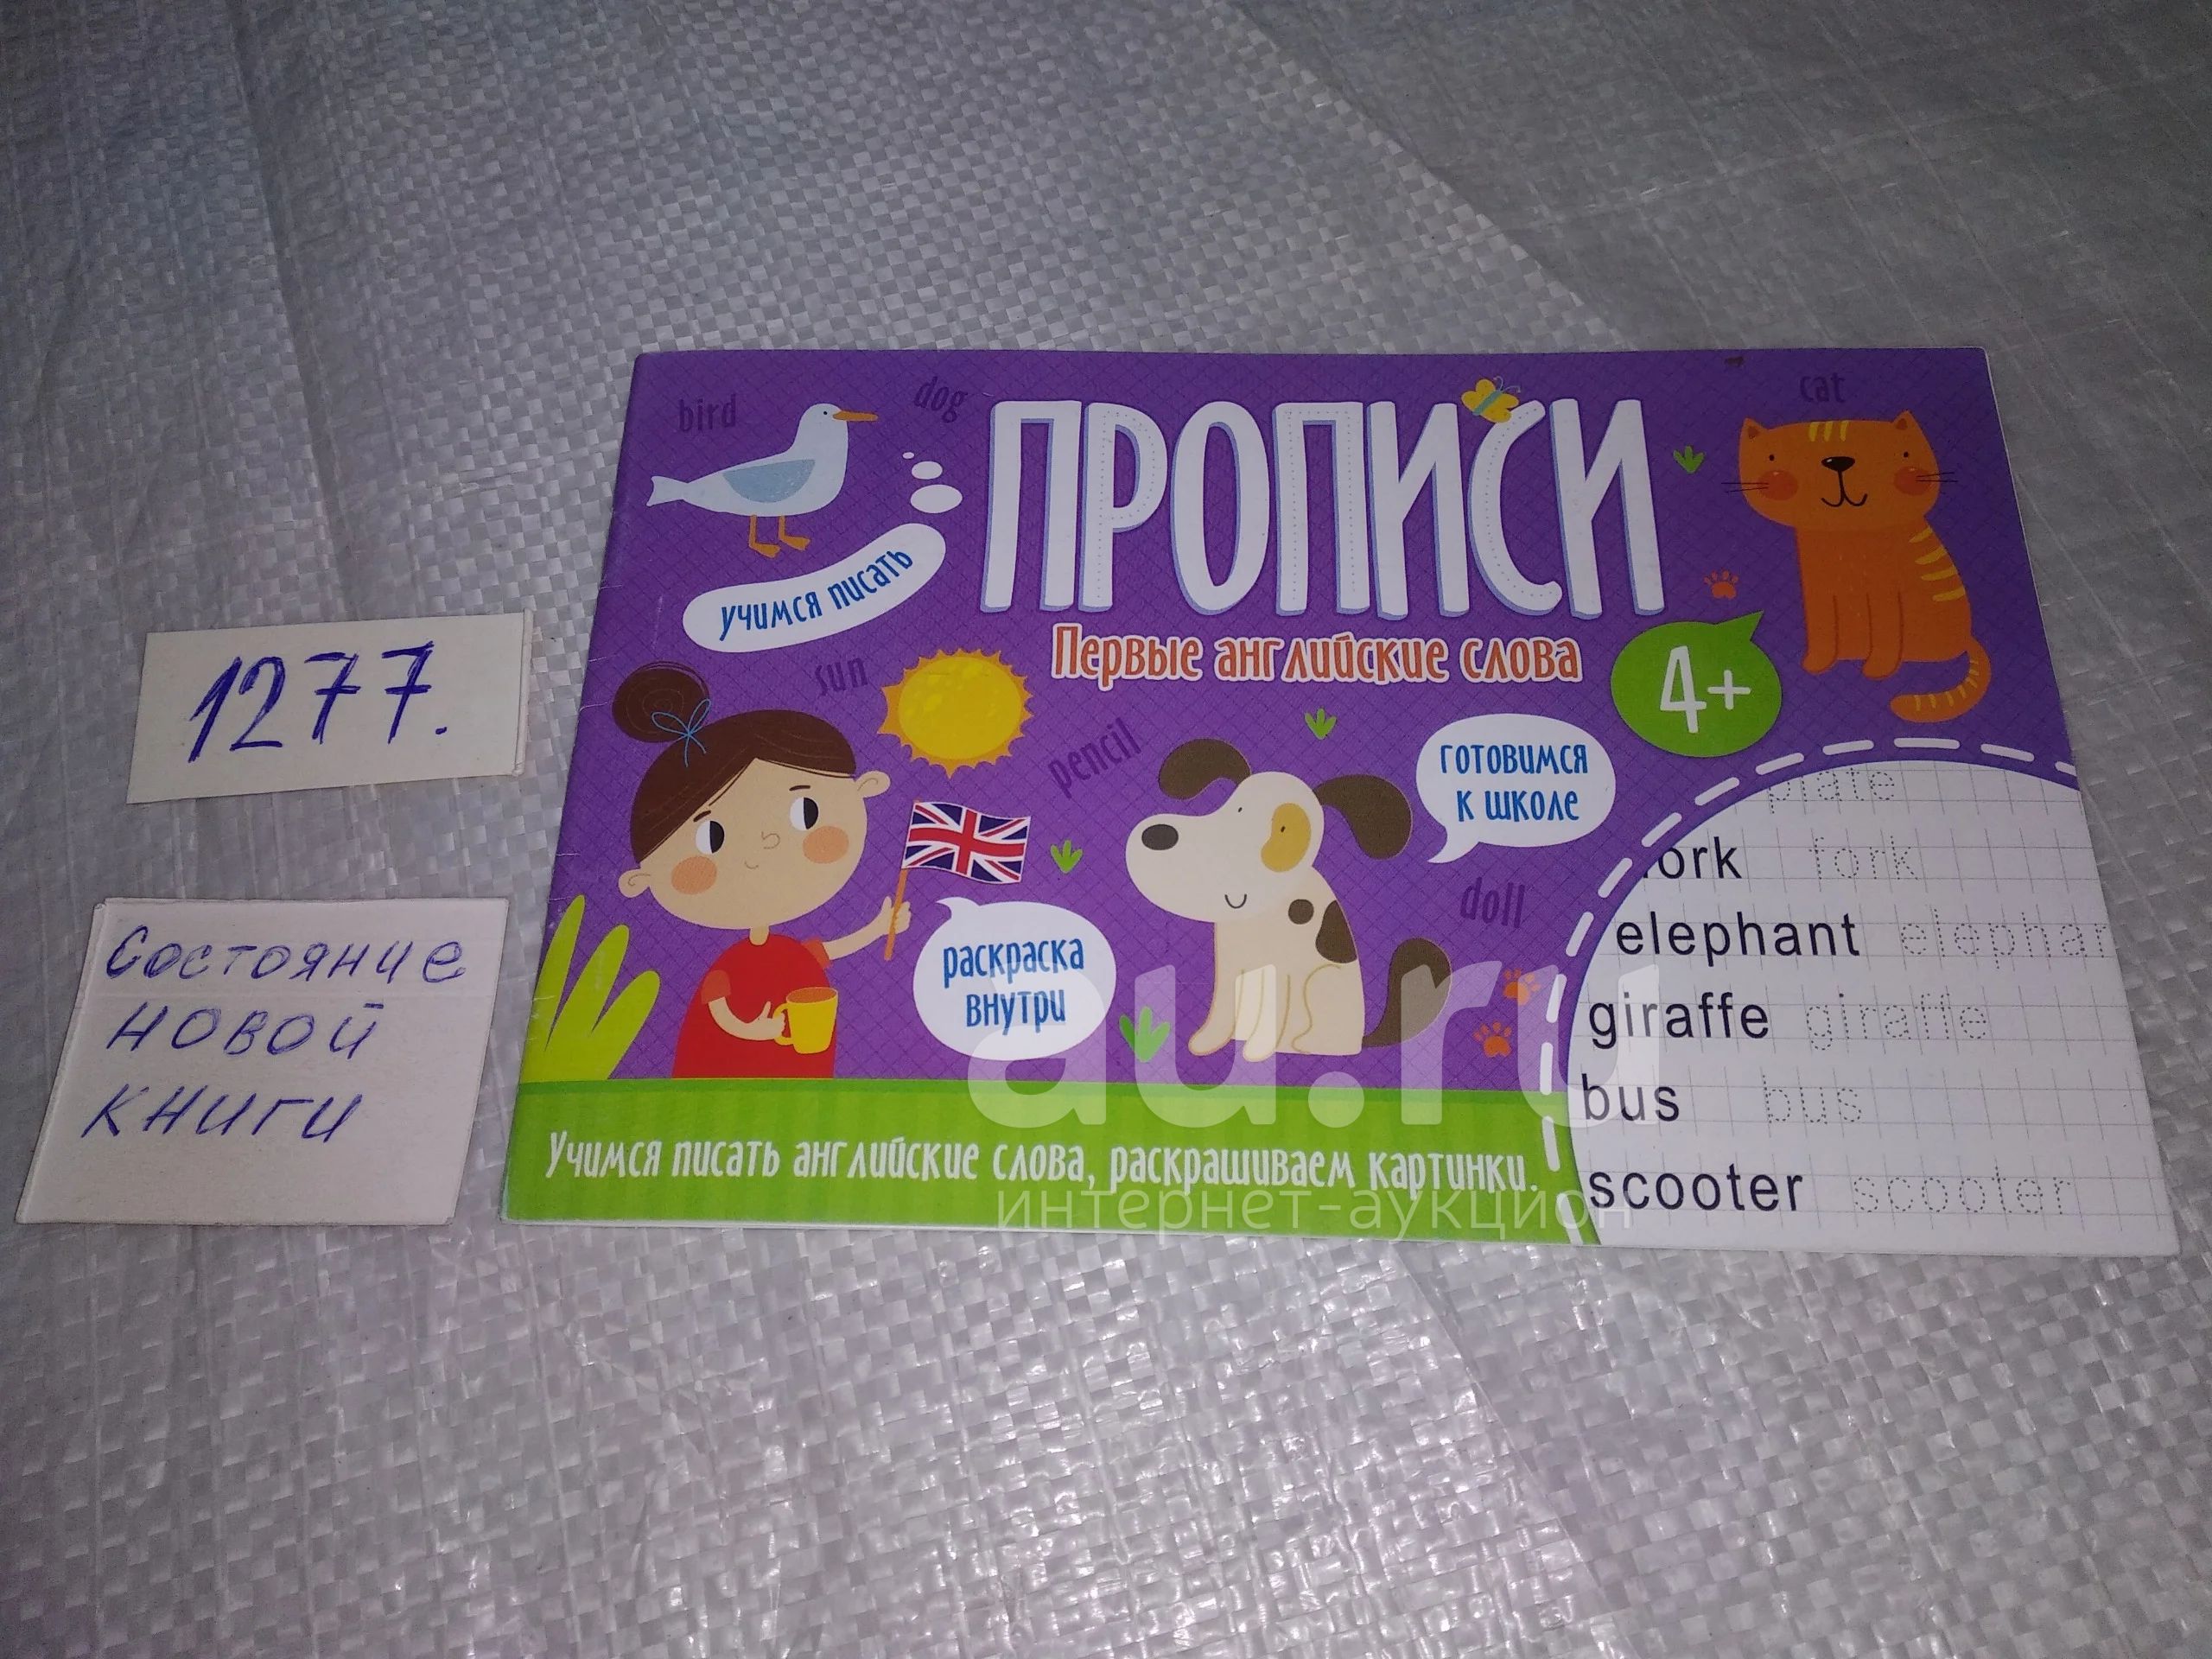 bird
dog
ПРОПИСИ
cat
учимся писать
Первые английские слова
4+
sun
pencil
готовимся
к школе
doll
раскраска
внутри
plate
ork fork
elephant elephan
giraffe giraffe
bus bus
scooter scooter
Учимся писать английские слова, раскрашиваем картинки.
1277.
Состояние
новой
книги
au.ru
интернет-аукцион